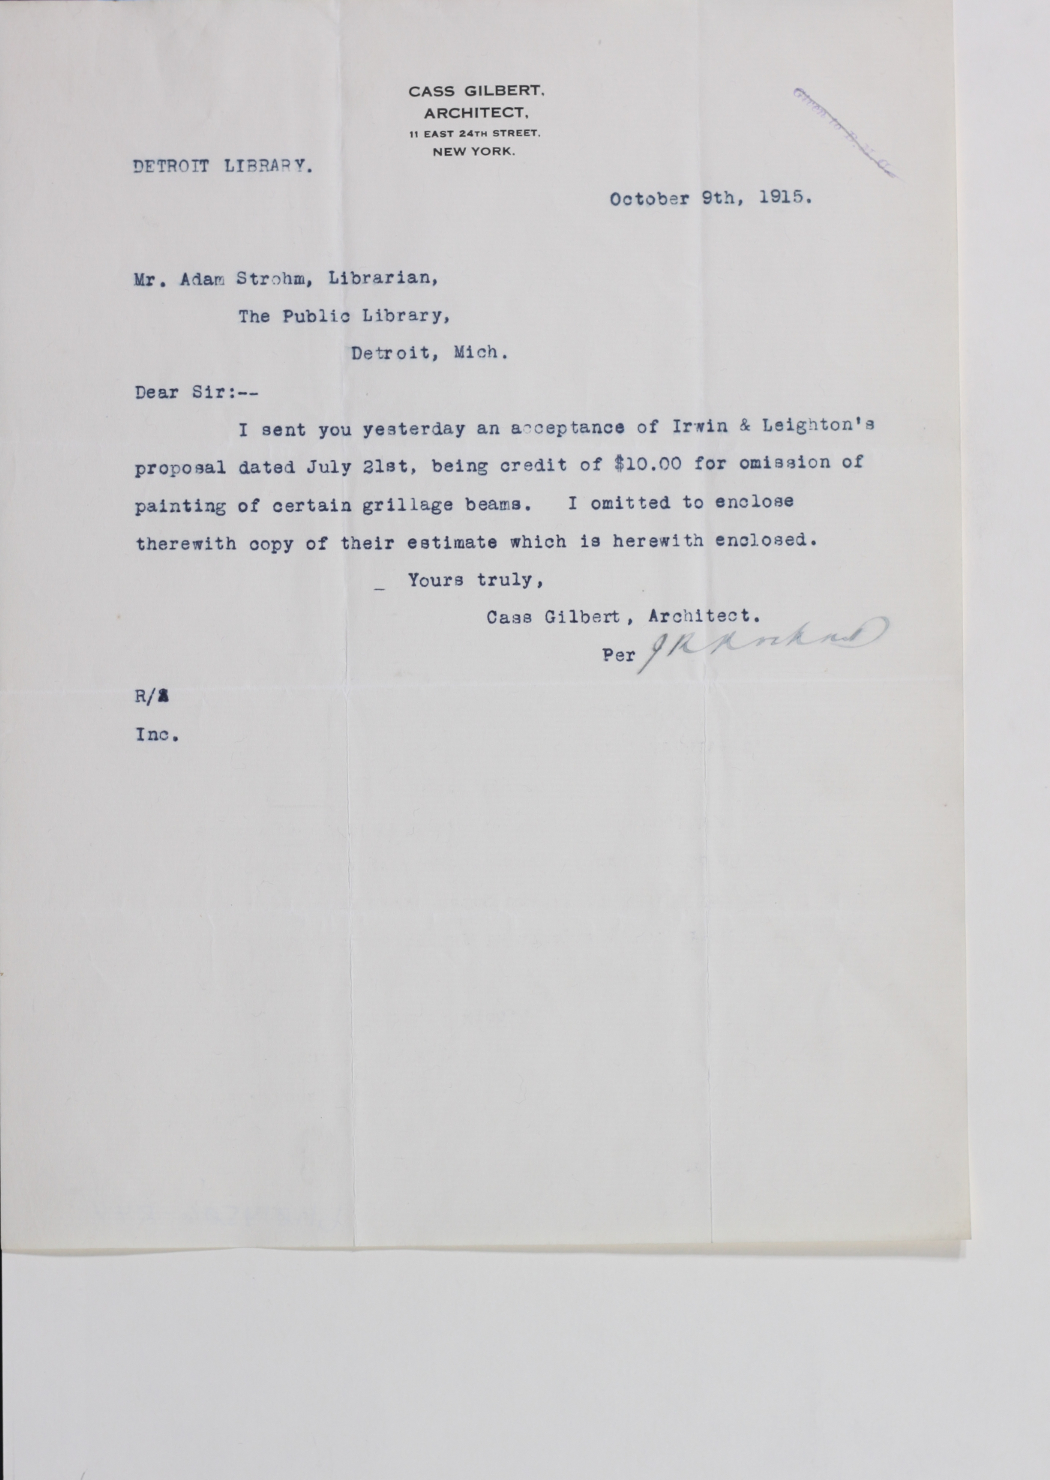 CASS GILBERT,
ARCHITECT,
11 EAST 24TH STREET,
NEW YORK.
DETROIT LIBRARY.
October 9th, 1915.
Mr. Adam Strohm, Librarian,
The Public Library,
Detroit, Mich.
Dear Sir:--
I sent you yesterday an acceptance of Irwin & Leighton's
proposal dated July 21st, being credit of $10.00 for omission of
painting of certain grillage beams. I omitted to enclose
therewith copy of their estimate which is herewith enclosed.
_ Yours truly,
Cass Gilbert, Architect.
Per
R/
Inc.